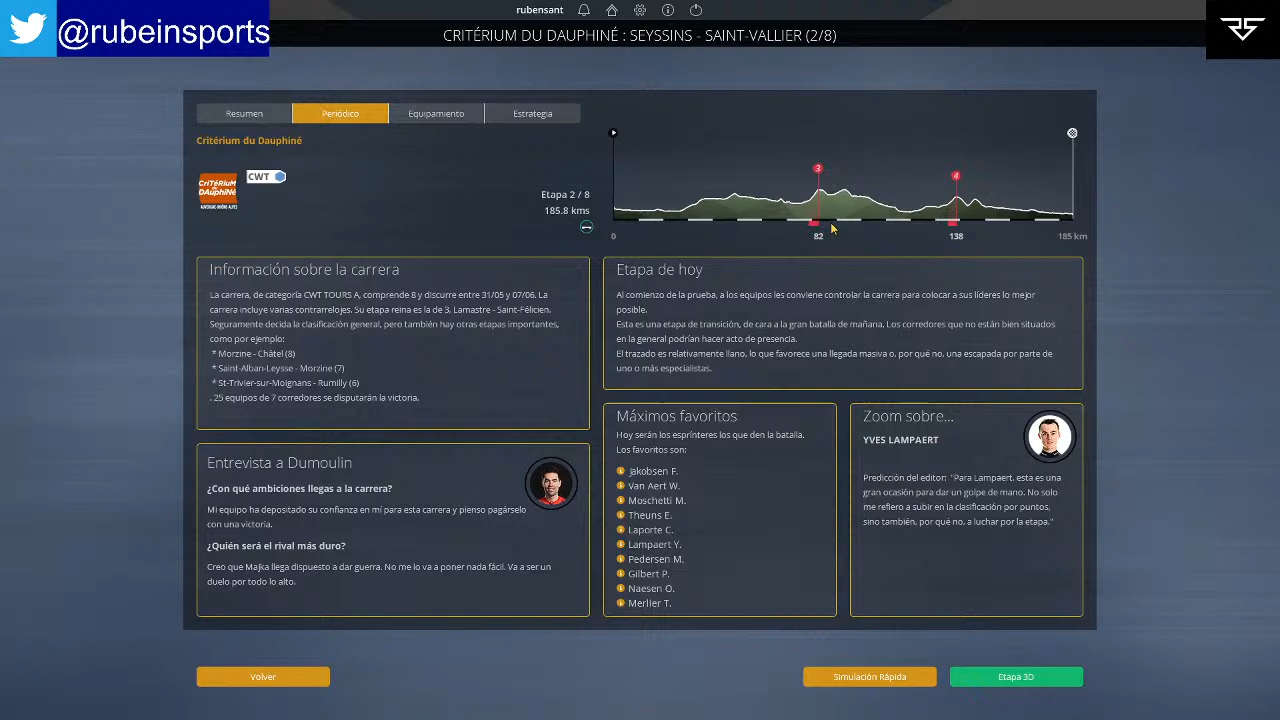 @rubeinsports
rubensant
CRITÉRIUM DU DAUPHINÉ : SEYSSINS - SAINT-VALLIER (2/8)
Resumen
Periódico
Equipamiento
Estrategia
Critérium du Dauphiné
CRITÉRIUM
DU DAUPHINÉ
AUVERGNE-RHÔNE-ALPES
CWT
Etapa 2 / 8
185.8 kms
3
4
0
82
138
185 km
Información sobre la carrera
La carrera, de categoría CWT TOURS A, comprende 8 y discurre entre 31/05 y 07/06. La
carrera incluye varias contrarrelojes. Su etapa reina es la de 3, Lamastre - Saint-Félicien.
Seguramente decida la clasificación general, pero también hay otras etapas importantes,
como por ejemplo:
* Morzine - Châtel (8)
* Saint-Alban-Leysse - Morzine (7)
* St-Trivier-sur-Moignans - Rumilly (6)
. 25 equipos de 7 corredores se disputarán la victoria.
Etapa de hoy
Al comienzo de la prueba, a los equipos les conviene controlar la carrera para colocar a sus líderes lo mejor
posible.
Esta es una etapa de transición, de cara a la gran batalla de mañana. Los corredores que no están bien situados
en la general podrían hacer acto de presencia.
El trazado es relativamente llano, lo que favorece una llegada masiva o, por qué no, una escapada por parte de
uno o más especialistas.
Entrevista a Dumoulin
¿Con qué ambiciones llegas a la carrera?
Mi equipo ha depositado su confianza en mí para esta carrera y pienso pagárselo
con una victoria.
¿Quién será el rival más duro?
Creo que Majka llega dispuesto a dar guerra. No me lo va a poner nada fácil. Va a ser un
duelo por todo lo alto.
Máximos favoritos
Hoy serán los esprínteres los que den la batalla.
Los favoritos son:
Jakobsen F.
Van Aert W.
Moschetti M.
Theuns E.
Laporte C.
Lampaert Y.
Pedersen M.
Gilbert P.
Naesen O.
Merlier T.
Zoom sobre...
YVES LAMPAERT
Predicción del editor: "Para Lampaert, esta es una
gran ocasión para dar un golpe de mano. No solo
me refiero a subir en la clasificación por puntos,
sino también, por qué no, a luchar por la etapa."
Volver
Simulación Rápida
Etapa 3D